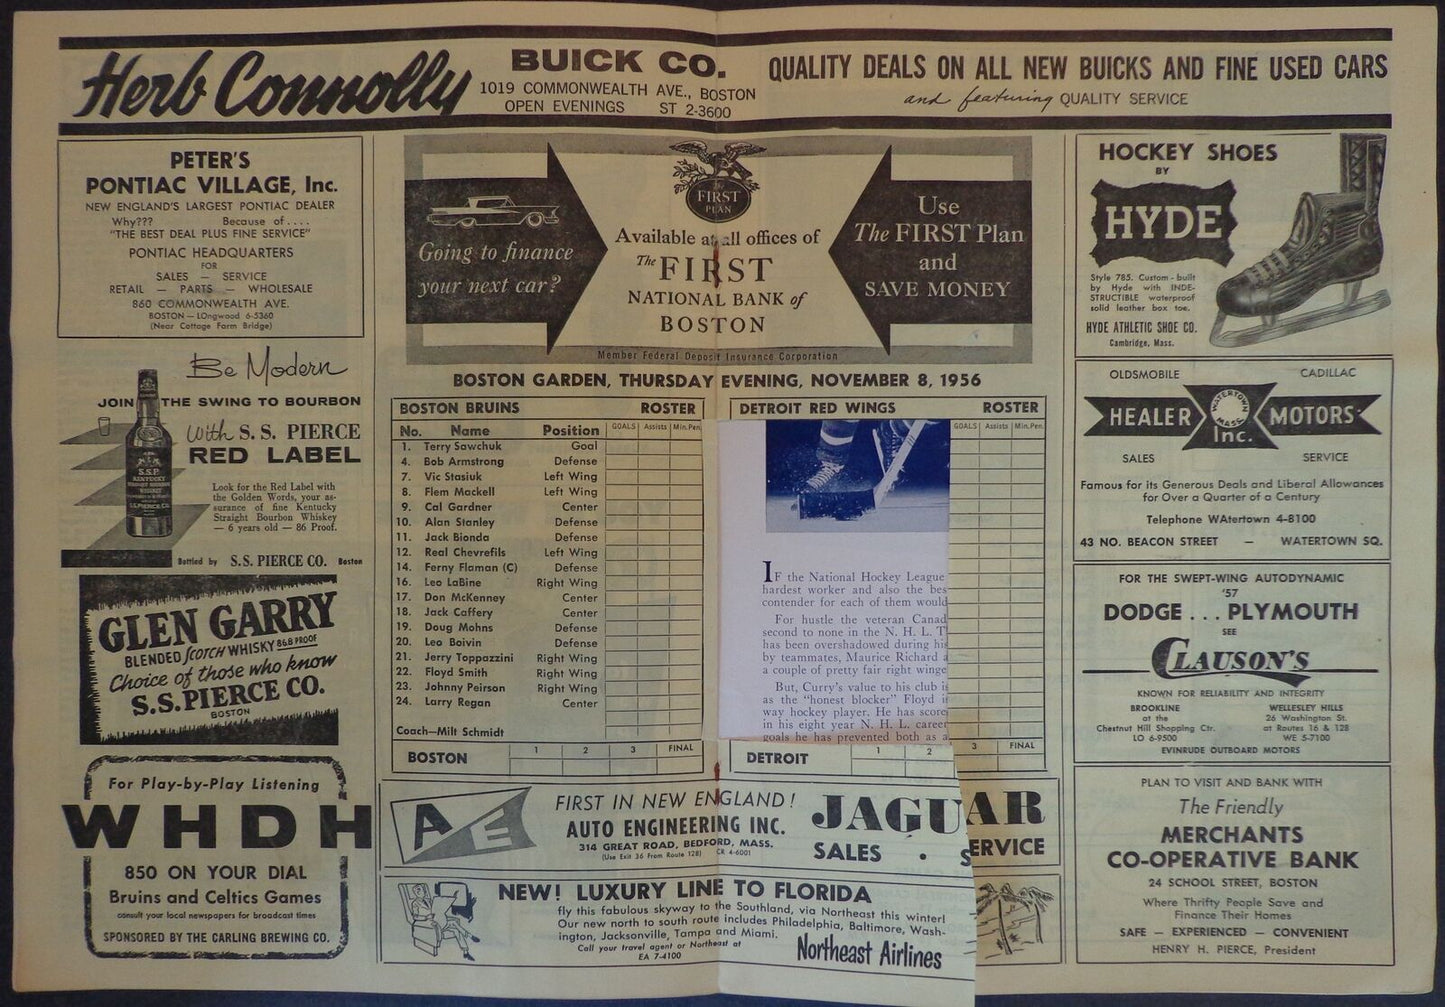 Herb Connolly
BUICK CO.
1019 COMMONWEALTH AVE., BOSTON
OPEN EVENINGS ST 2-3600
QUALITY DEALS ON ALL NEW BUICKS AND FINE USED CARS
and featuring QUALITY SERVICE
PETER'S
PONTIAC VILLAGE, Inc.
NEW ENGLAND'S LARGEST PONTIAC DEALER
Why??? Because of....
"THE BEST DEAL PLUS FINE SERVICE"
PONTIAC HEADQUARTERS
FOR
SALES — SERVICE
RETAIL — PARTS — WHOLESALE
860 COMMONWEALTH AVE.
BOSTON — LOngwood 6-5360
(Near Cottage Farm Bridge)
Be Modern
JOIN THE SWING TO BOURBON
With S. S. PIERCE
RED LABEL
S.S.P.
KENTUCKY
Look for the Red Label with
the Golden Words, your as-
surance of fine Kentucky
Straight Bourbon Whiskey
— 6 years old — 86 Proof.
Bottled by S.S. PIERCE CO. Boston
GLEN GARRY
BLENDED SCOTCH WHISKY 86.8 PROOF
Choice of those who know
S.S. PIERCE CO.
BOSTON
For Play-by-Play Listening
WHDH
850 ON YOUR DIAL
Bruins and Celtics Games
consult your local newspapers for broadcast times
SPONSORED BY THE CARLING BREWING CO.
Going to finance
your next car?
The
FIRST
PLAN
Available at all offices of
The FIRST
NATIONAL BANK of
BOSTON
Use
The FIRST Plan
and
SAVE MONEY
Member Federal Deposit Insurance Corporation
BOSTON GARDEN, THURSDAY EVENING, NOVEMBER 8, 1956
BOSTON BRUINS ROSTER
No. Name Position GOALS Assists Min.Pen.
1. Terry Sawchuk Goal
4. Bob Armstrong Defense
7. Vic Stasiuk Left Wing
8. Flem Mackell Left Wing
9. Cal Gardner Center
10. Alan Stanley Defense
11. Jack Bionda Defense
12. Real Chevrefils Left Wing
14. Ferny Flaman (C) Defense
16. Leo LaBine Right Wing
17. Don McKenney Center
18. Jack Caffery Center
19. Doug Mohns Defense
20. Leo Boivin Defense
21. Jerry Toppazzini Right Wing
22. Floyd Smith Right Wing
23. Johnny Peirson Right Wing
24. Larry Regan Center
Coach—Milt Schmidt
BOSTON 1 2 3 FINAL
DETROIT RED WINGS ROSTER
GOALS Assists Min.Pen.
IF the National Hockey League
hardest worker and also the bes
contender for each of them would
For hustle the veteran Canad
second to none in the N. H. L. T
has been overshadowed during his
by teammates, Maurice Richard a
a couple of pretty fair right winge
But, Curry's value to his club i
as the "honest blocker" Floyd i
way hockey player. He has score
in his eight year N. H. L. career
goals he has prevented both as a
DETROIT 1 2 3 FINAL
AE
FIRST IN NEW ENGLAND!
AUTO ENGINEERING INC.
314 GREAT ROAD, BEDFORD, MASS.
(Use Exit 36 From Route 128) CR 4-6001
JAGUAR
SALES • SERVICE
NEW! LUXURY LINE TO FLORIDA
fly this fabulous skyway to the Southland, via Northeast this winter!
Our new north to south route includes Philadelphia, Baltimore, Wash-
ington, Jacksonville, Tampa and Miami.
Call your travel agent or Northeast at
EA 7-4100
Northeast Airlines
HOCKEY SHOES
BY
HYDE
Style 785. Custom-built
by Hyde with INDE-
STRUCTIBLE waterproof
solid leather box toe.
HYDE ATHLETIC SHOE CO.
Cambridge, Mass.
OLDSMOBILE CADILLAC
HEALER WATERTOWN MASS MOTORS
Inc.
SALES SERVICE
Famous for its Generous Deals and Liberal Allowances
for Over a Quarter of a Century
Telephone WAtertown 4-8100
43 NO. BEACON STREET — WATERTOWN SQ.
FOR THE SWEPT-WING AUTODYNAMIC
'57
DODGE . . . PLYMOUTH
SEE
CLAUSON'S
KNOWN FOR RELIABILITY AND INTEGRITY
BROOKLINE WELLESLEY HILLS
at the 26 Washington St.
Chestnut Hill Shopping Ctr. at Routes 16 & 128
LO 6-9500 WE 5-7100
EVINRUDE OUTBOARD MOTORS
PLAN TO VISIT AND BANK WITH
The Friendly
MERCHANTS
CO-OPERATIVE BANK
24 SCHOOL STREET, BOSTON
Where Thrifty People Save and
Finance Their Homes
SAFE — EXPERIENCED — CONVENIENT
HENRY H. PIERCE, President